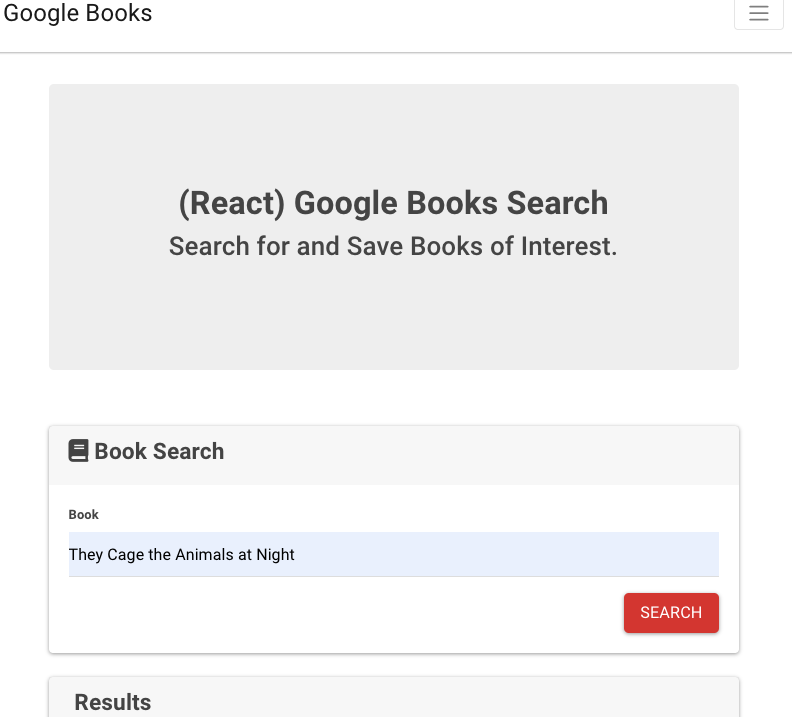 Google Books
(React) Google Books Search
Search for and Save Books of Interest.
Book Search
Book
They Cage the Animals at Night
SEARCH
Results